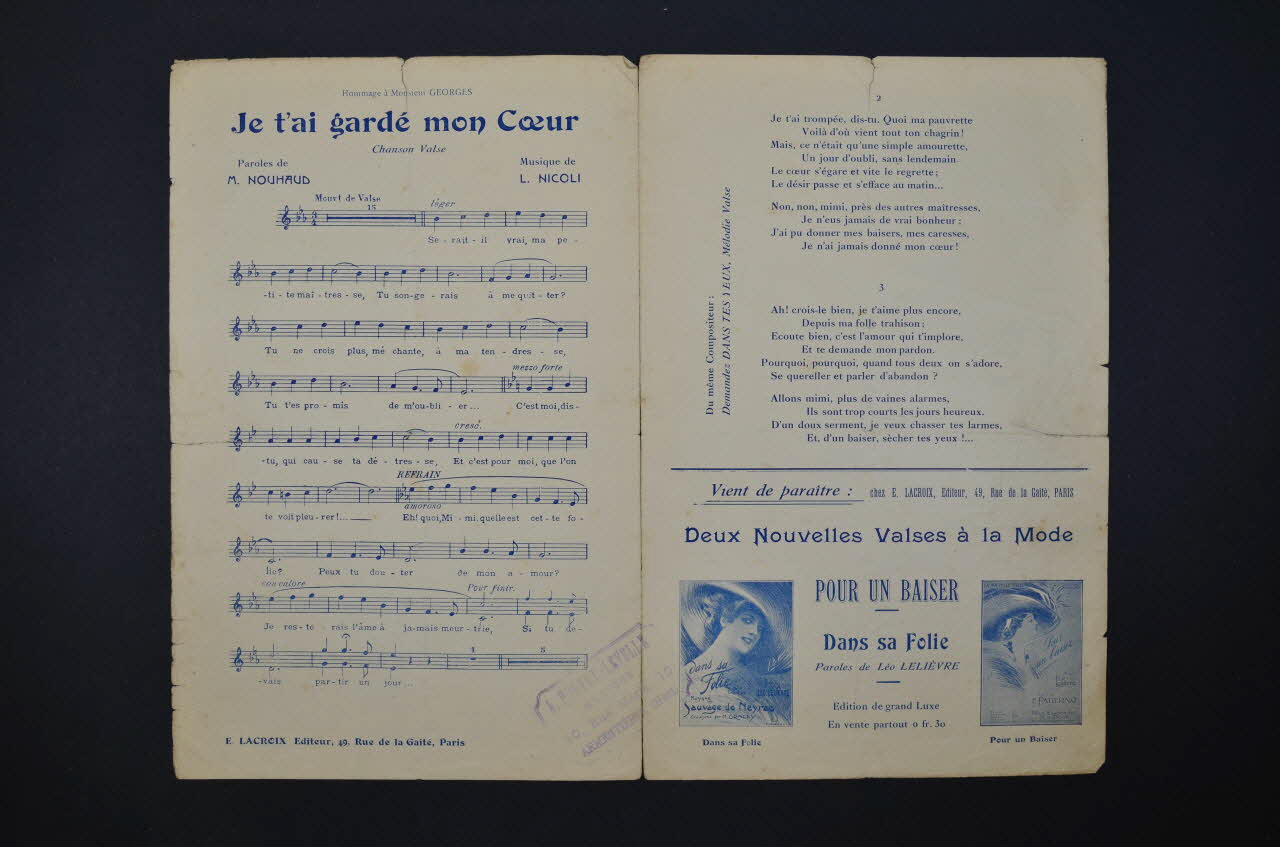 Hommage à Monsieur GEORGES
Je t'ai gardé mon Cœur
Chanson Valse
Paroles de
M. NOUHAUD
Musique de
L. NICOLI
Mouvt de Valse
15
léger
Se - rait - il vrai, ma pe -
-ti - te maî - tres - se, Tu son-ge - rais à me quit - ter?
Tu ne crois plus, mé chante, à ma ten - dres - se,
mezzo forte
Tu t'es pro - mis de m'ou-bli - er... C'est moi, dis-
cresc.
-tu, qui cau - se ta dé - tres - se, Et c'est pour moi, que l'on
REFRAIN
amoroso
te voit pleu - rer!... Eh! quoi, Mi - mi. quelle est cet - te fo -
lie? Peux tu dou - ter de mon a - mour?
con calore
Pour finir.
Je res - te - rais l'âme à ja-mais meur - trie, Si tu de-
1 5
vais par - tir un jour...
E. LACROIX Editeur, 49, Rue de la Gaîté, Paris
2
Je t'ai trompée, dis-tu. Quoi ma pauvrette
Voilà d'où vient tout ton chagrin!
Mais, ce n'était qu'une simple amourette,
Un jour d'oubli, sans lendemain
Le cœur s'égare et vite le regrette;
Le désir passe et s'efface au matin...
Non, non, mimi, près des autres maîtresses,
Je n'eus jamais de vrai bonheur:
J'ai pu donner mes baisers, mes caresses,
Je n'ai jamais donné mon cœur!
3
Ah! crois-le bien, je t'aime plus encore,
Depuis ma folle trahison;
Ecoute bien, c'est l'amour qui t'implore,
Et te demande mon pardon.
Pourquoi, pourquoi, quand tous deux on s'adore,
Se quereller et parler d'abandon ?
Allons mimi, plus de vaines alarmes,
Ils sont trop courts les jours heureux.
D'un doux serment, je veux chasser tes larmes,
Et, d'un baiser, sècher tes yeux !...
Du même Compositeur :
Demandez DANS TES YEUX, Mélodie Valse
Vient de paraître : chez E. LACROIX, Editeur, 49, Rue de la Gaîté, PARIS
Deux Nouvelles Valses à la Mode
POUR UN BAISER
Dans sa Folie
Paroles de Léo LELIÈVRE
Edition de grand Luxe
En vente partout 0 fr. 30
Dans sa
Folie
Sauvage de Meyrac
Dans sa Folie
Pour
un baiser
Pour un Baiser